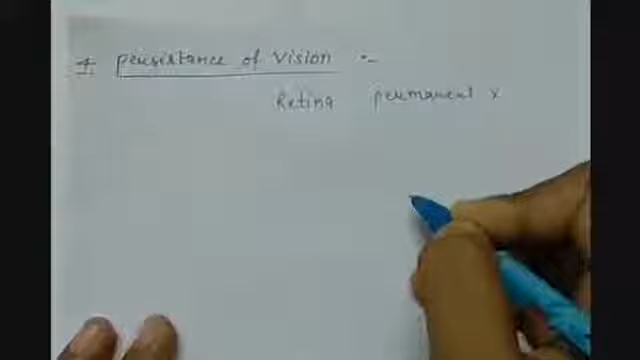 * Persistance of Vision :-
Retina permanent x